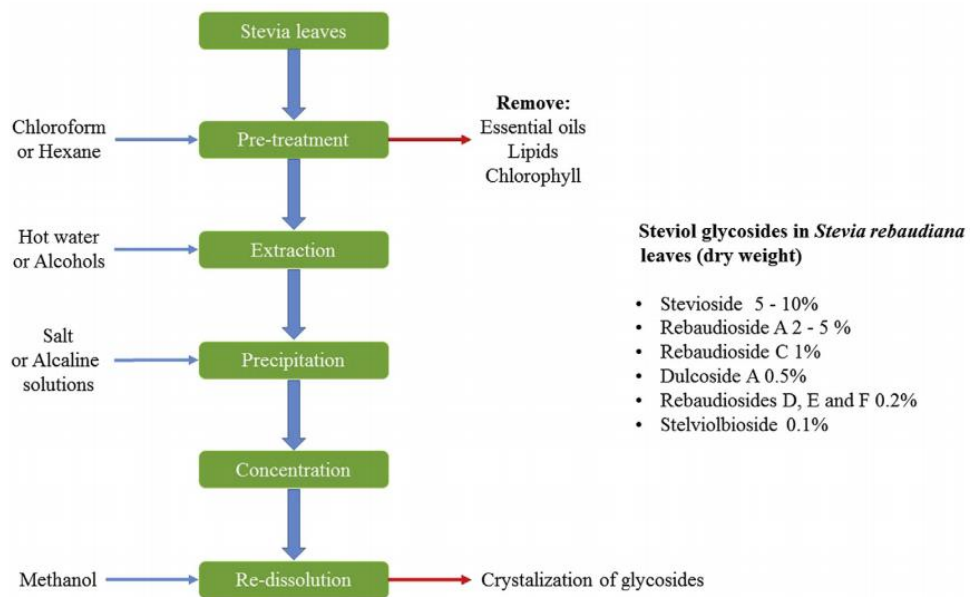 Stevia leaves
Chloroform
or Hexane
Pre-treatment
Remove:
Essential oils
Lipids
Chlorophyll
Hot water
or Alcohols
Extraction
Salt
or Alcaline
solutions
Precipitation
Concentration
Methanol
Re-dissolution
Crystalization of glycosides
Steviol glycosides in Stevia rebaudiana
leaves (dry weight)
• Stevioside 5 - 10%
• Rebaudioside A 2 - 5 %
• Rebaudioside C 1%
• Dulcoside A 0.5%
• Rebaudiosides D, E and F 0.2%
• Stelviolbioside 0.1%